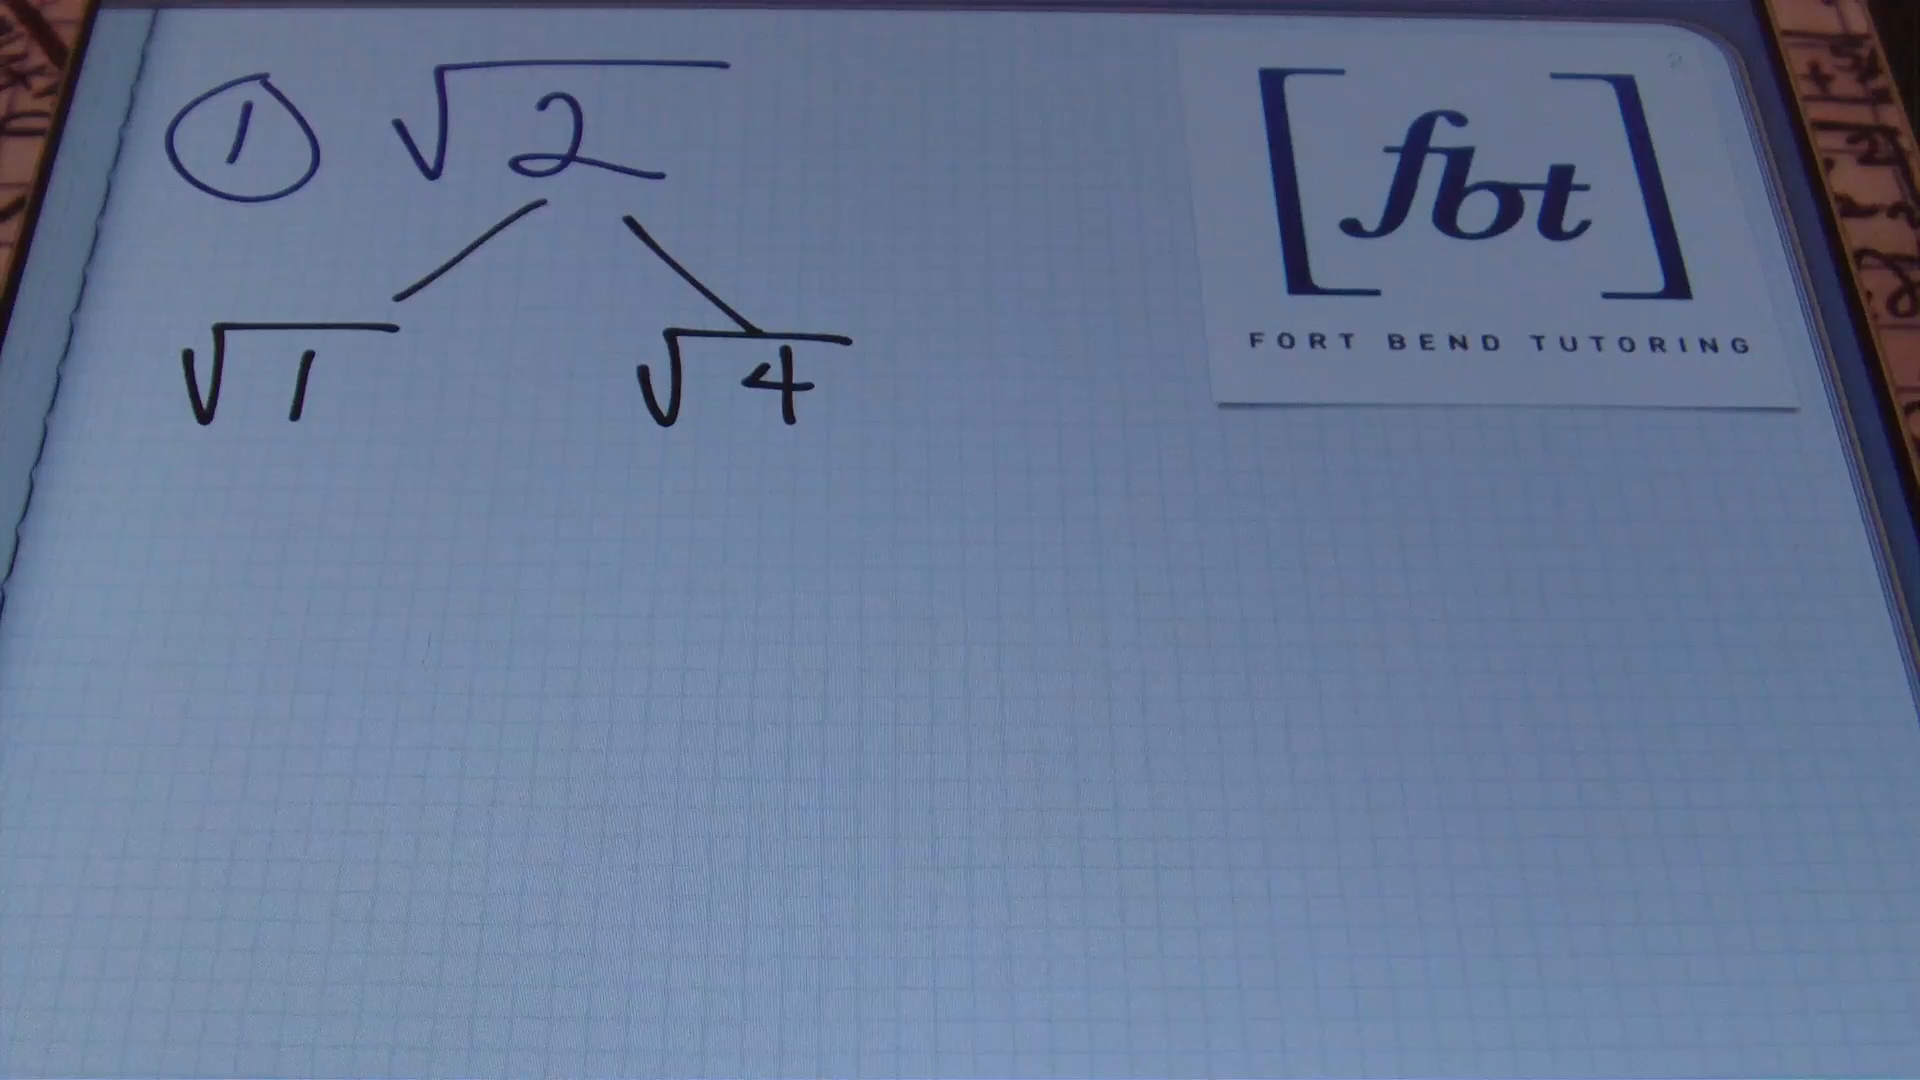 ① √2
√1 √4
[fbt]
FORT BEND TUTORING